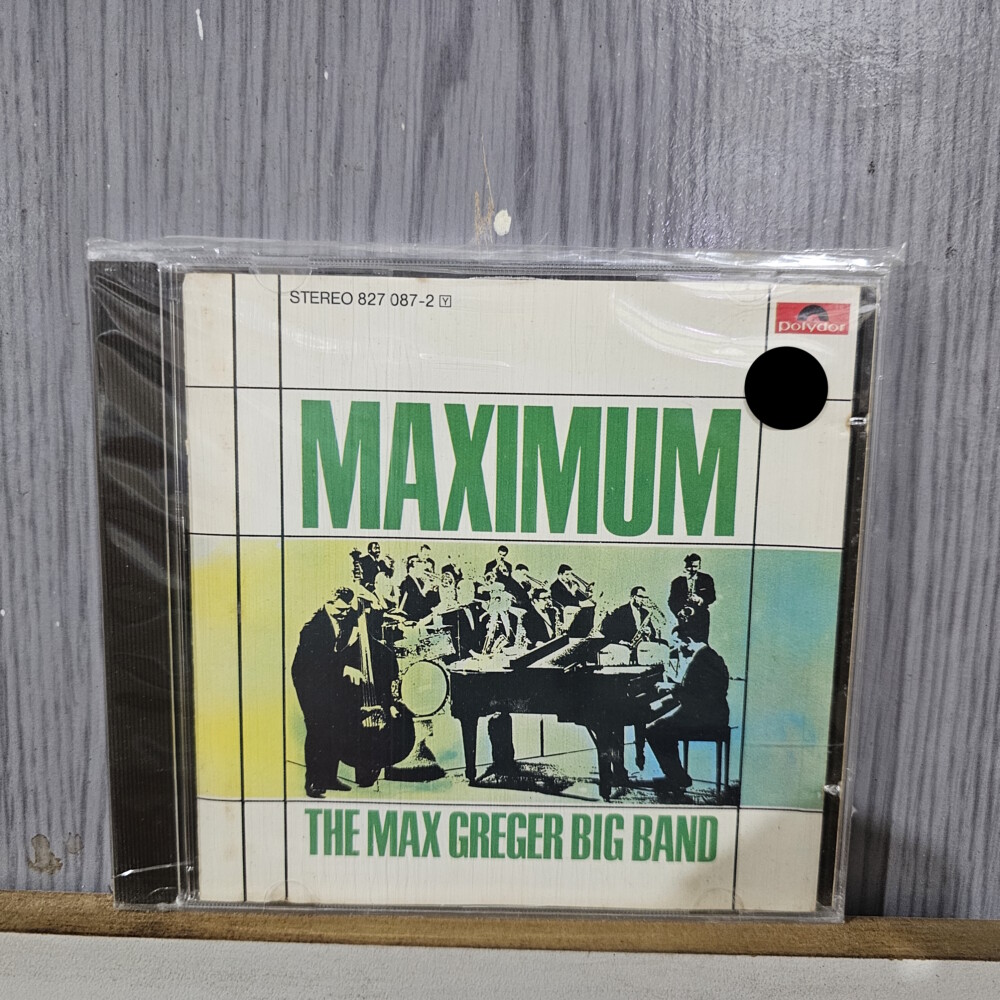 STEREO 827 087-2 Y
polydor
MAXIMUM
THE MAX GREGER BIG BAND